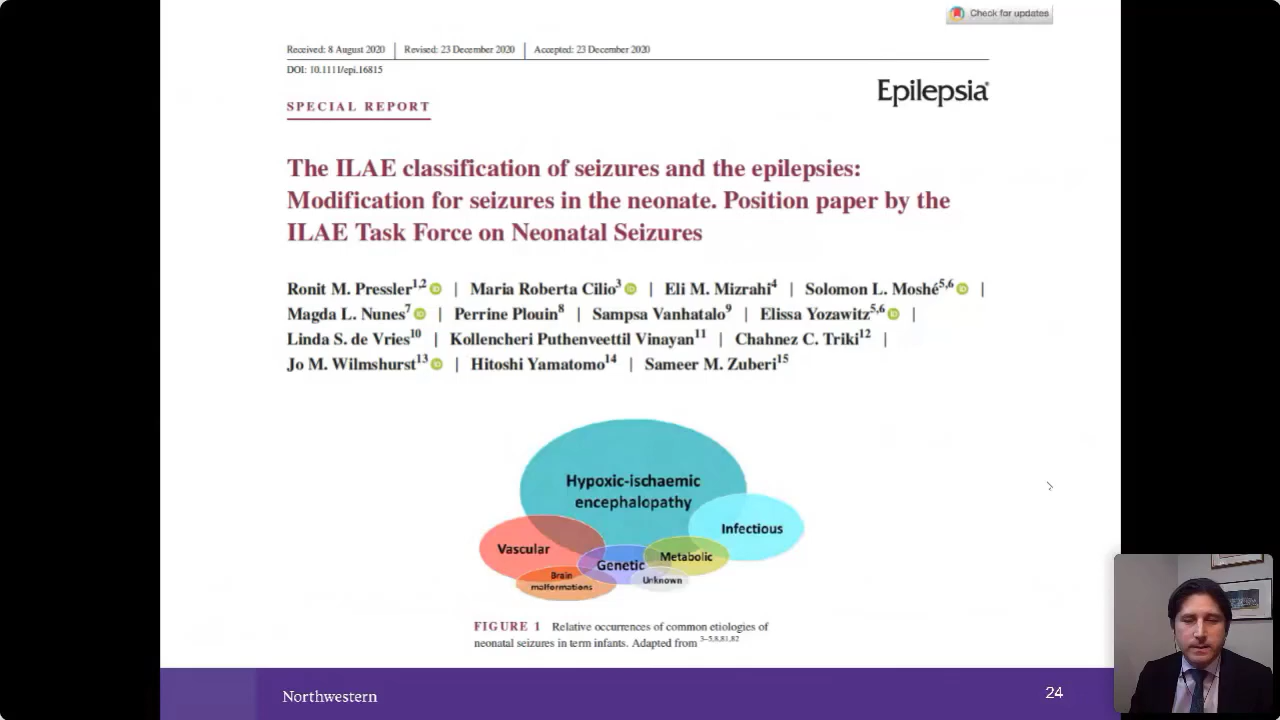 Check for updates
Received: 8 August 2020 | Revised: 23 December 2020 | Accepted: 23 December 2020
DOI: 10.1111/epi.16815
Epilepsia
SPECIAL REPORT
The ILAE classification of seizures and the epilepsies:
Modification for seizures in the neonate. Position paper by the
ILAE Task Force on Neonatal Seizures
Ronit M. Pressler1,2 | Maria Roberta Cilio3 | Eli M. Mizrahi4 | Solomon L. Moshé5,6 |
Magda L. Nunes7 | Perrine Plouin8 | Sampsa Vanhatalo9 | Elissa Yozawitz5,6 |
Linda S. de Vries10 | Kollencheri Puthenveettil Vinayan11 | Chahnez C. Triki12 |
Jo M. Wilmshurst13 | Hitoshi Yamatomo14 | Sameer M. Zuberi15
Hypoxic-ischaemic
encephalopathy
Infectious
Vascular
Metabolic
Genetic
Brain
malformations
Unknown
FIGURE 1 Relative occurrences of common etiologies of
neonatal seizures in term infants. Adapted from 3–5,8,81,82
Northwestern
24